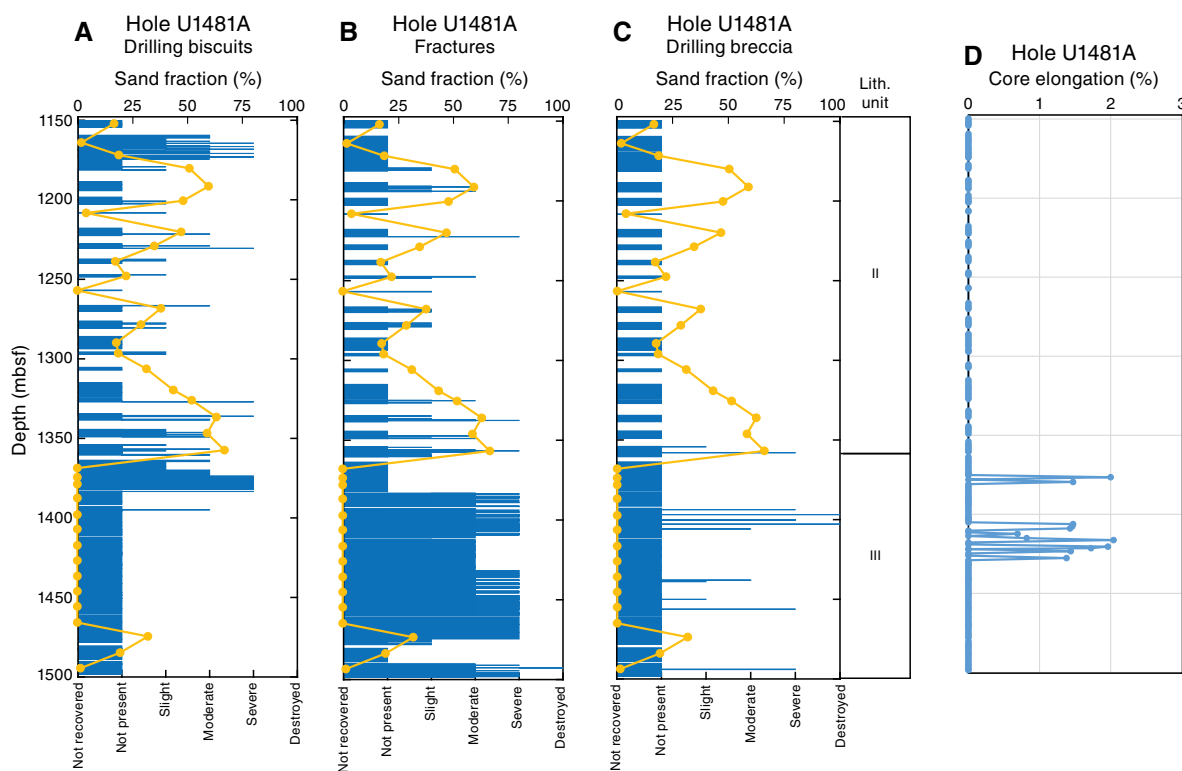 A
Hole U1481A
Drilling biscuits
Sand fraction (%)
0 25 50 75 100
B
Hole U1481A
Fractures
Sand fraction (%)
0 25 50 75 100
C
Hole U1481A
Drilling breccia
Sand fraction (%)
0 25 50 75 100
Lith.
unit
D
Hole U1481A
Core elongation (%)
0 1 2 3
Depth (mbsf)
1150
1200
1250
1300
1350
1400
1450
1500
II
III
Not recovered
Not present
Slight
Moderate
Severe
Destroyed
Not recovered
Not present
Slight
Moderate
Severe
Destroyed
Not recovered
Not present
Slight
Moderate
Severe
Destroyed